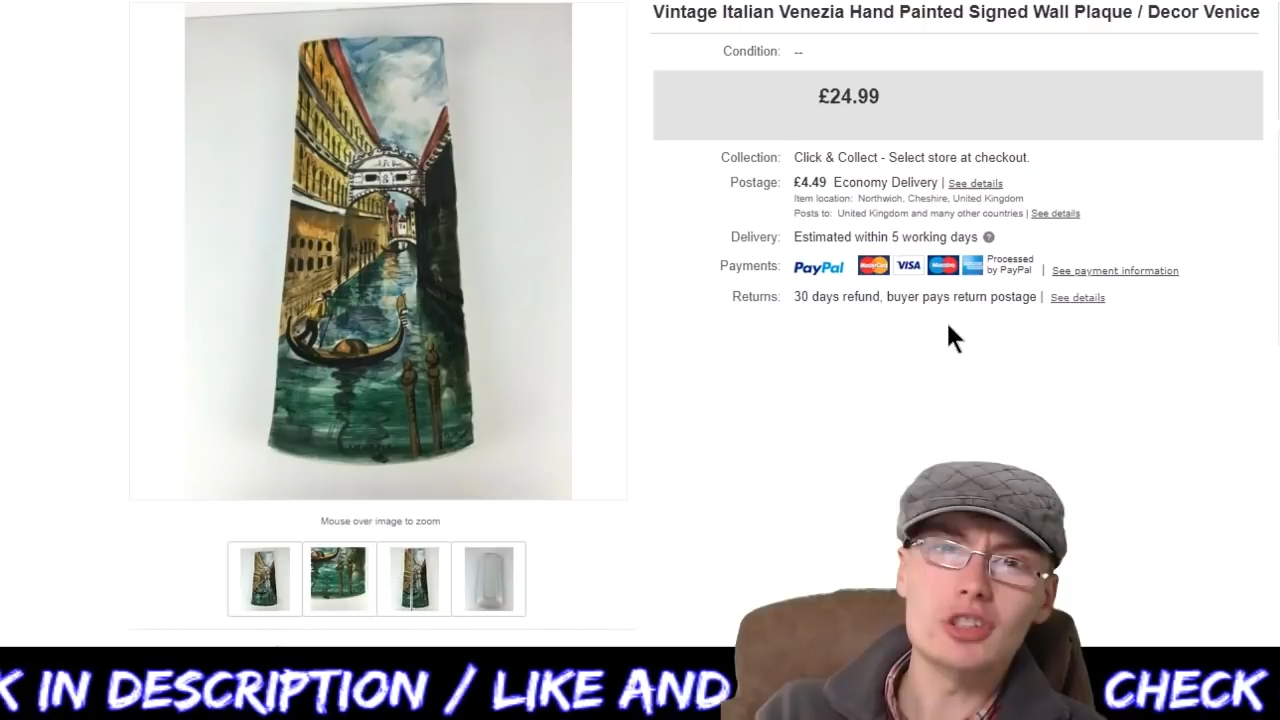 Vintage Italian Venezia Hand Painted Signed Wall Plaque / Decor Venice
Condition: --
£24.99
Collection: Click & Collect - Select store at checkout.
Postage: £4.49 Economy Delivery | See details
Item location: Northwich, Cheshire, United Kingdom
Posts to: United Kingdom and many other countries | See details
Delivery: Estimated within 5 working days ?
Payments: PayPal MasterCard VISA Maestro Processed by PayPal | See payment information
Returns: 30 days refund, buyer pays return postage | See details
Mouse over image to zoom
K IN DESCRIPTION / LIKE AND CHECK